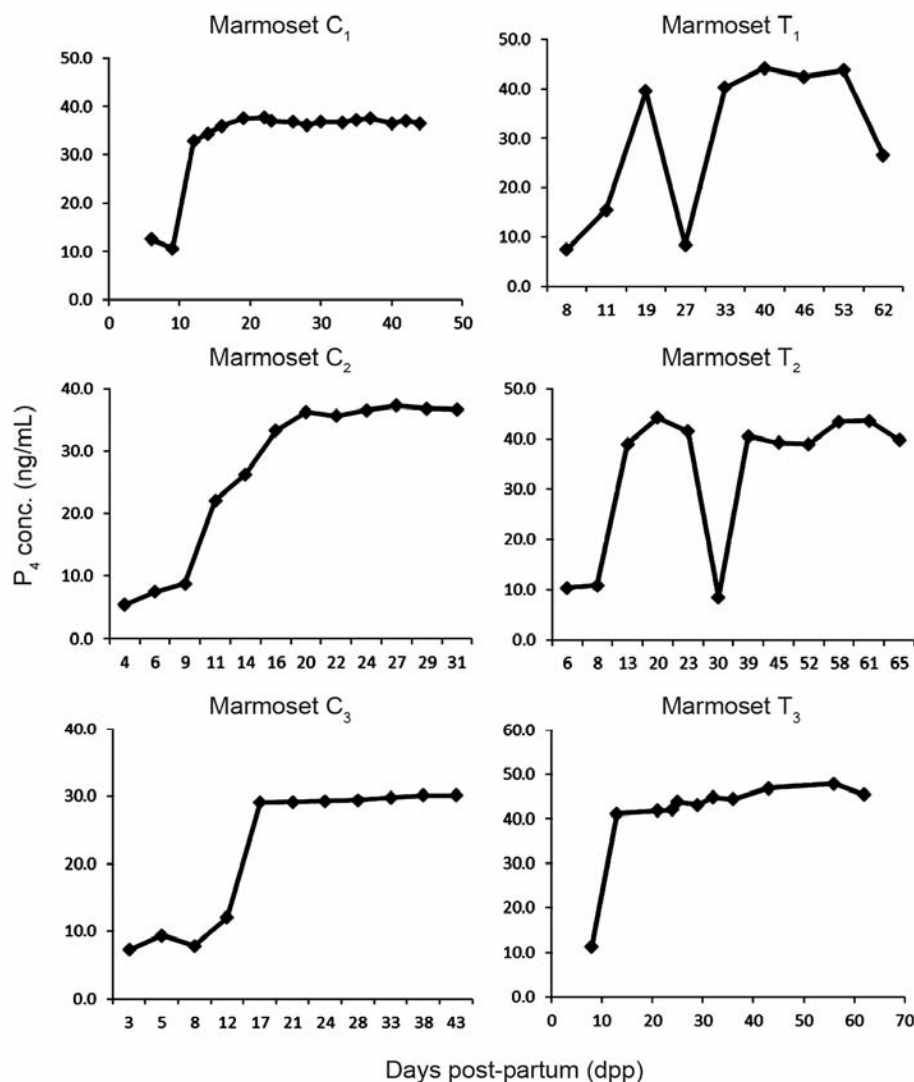 Marmoset C₁
50.0
40.0
30.0
20.0
10.0
0.0
0 10 20 30 40 50
Marmoset T₁
50.0
40.0
30.0
20.0
10.0
0.0
8 11 19 27 33 40 46 53 62
P₄ conc. (ng/mL)
Marmoset C₂
40.0
30.0
20.0
10.0
0.0
4 6 9 11 14 16 20 22 24 27 29 31
Marmoset T₂
50.0
40.0
30.0
20.0
10.0
0.0
6 8 13 20 23 30 39 45 52 58 61 65
Marmoset C₃
40.0
30.0
20.0
10.0
0.0
3 5 8 12 17 21 24 28 33 38 43
Marmoset T₃
60.0
50.0
40.0
30.0
20.0
10.0
0.0
0 10 20 30 40 50 60 70
Days post-partum (dpp)